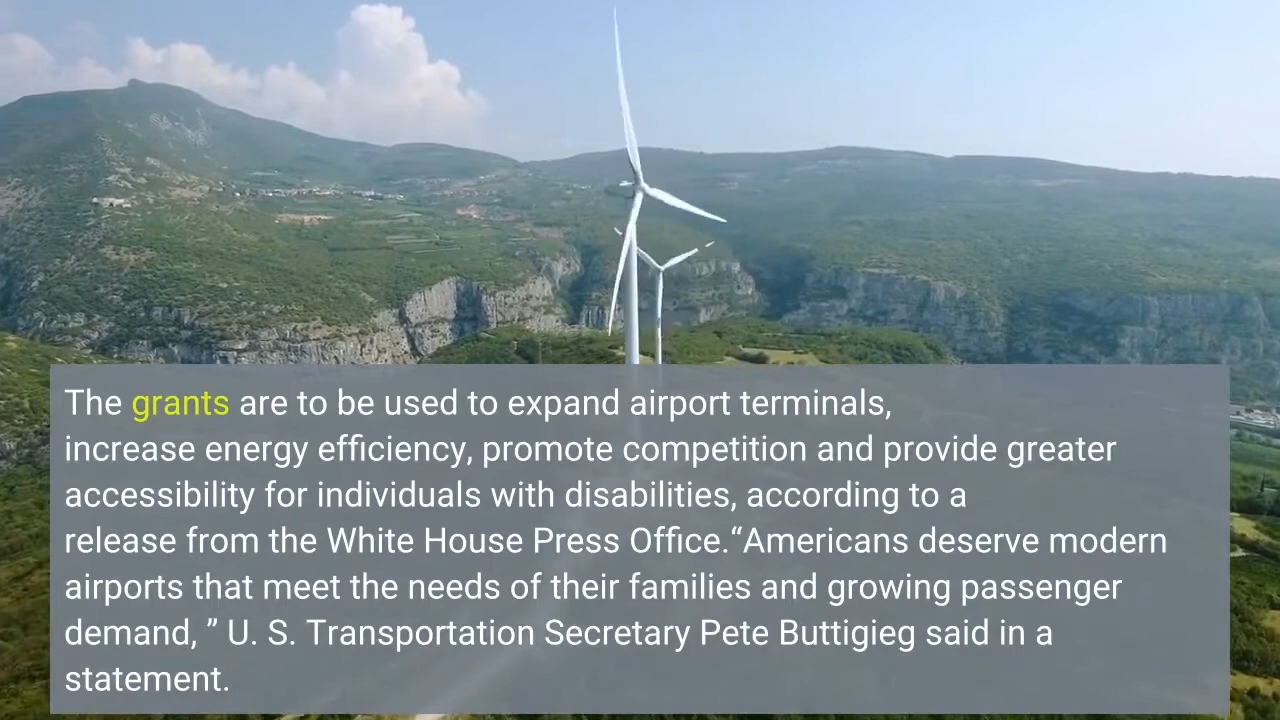 The grants are to be used to expand airport terminals,
increase energy efficiency, promote competition and provide greater
accessibility for individuals with disabilities, according to a
release from the White House Press Office.“Americans deserve modern
airports that meet the needs of their families and growing passenger
demand, ” U. S. Transportation Secretary Pete Buttigieg said in a
statement.